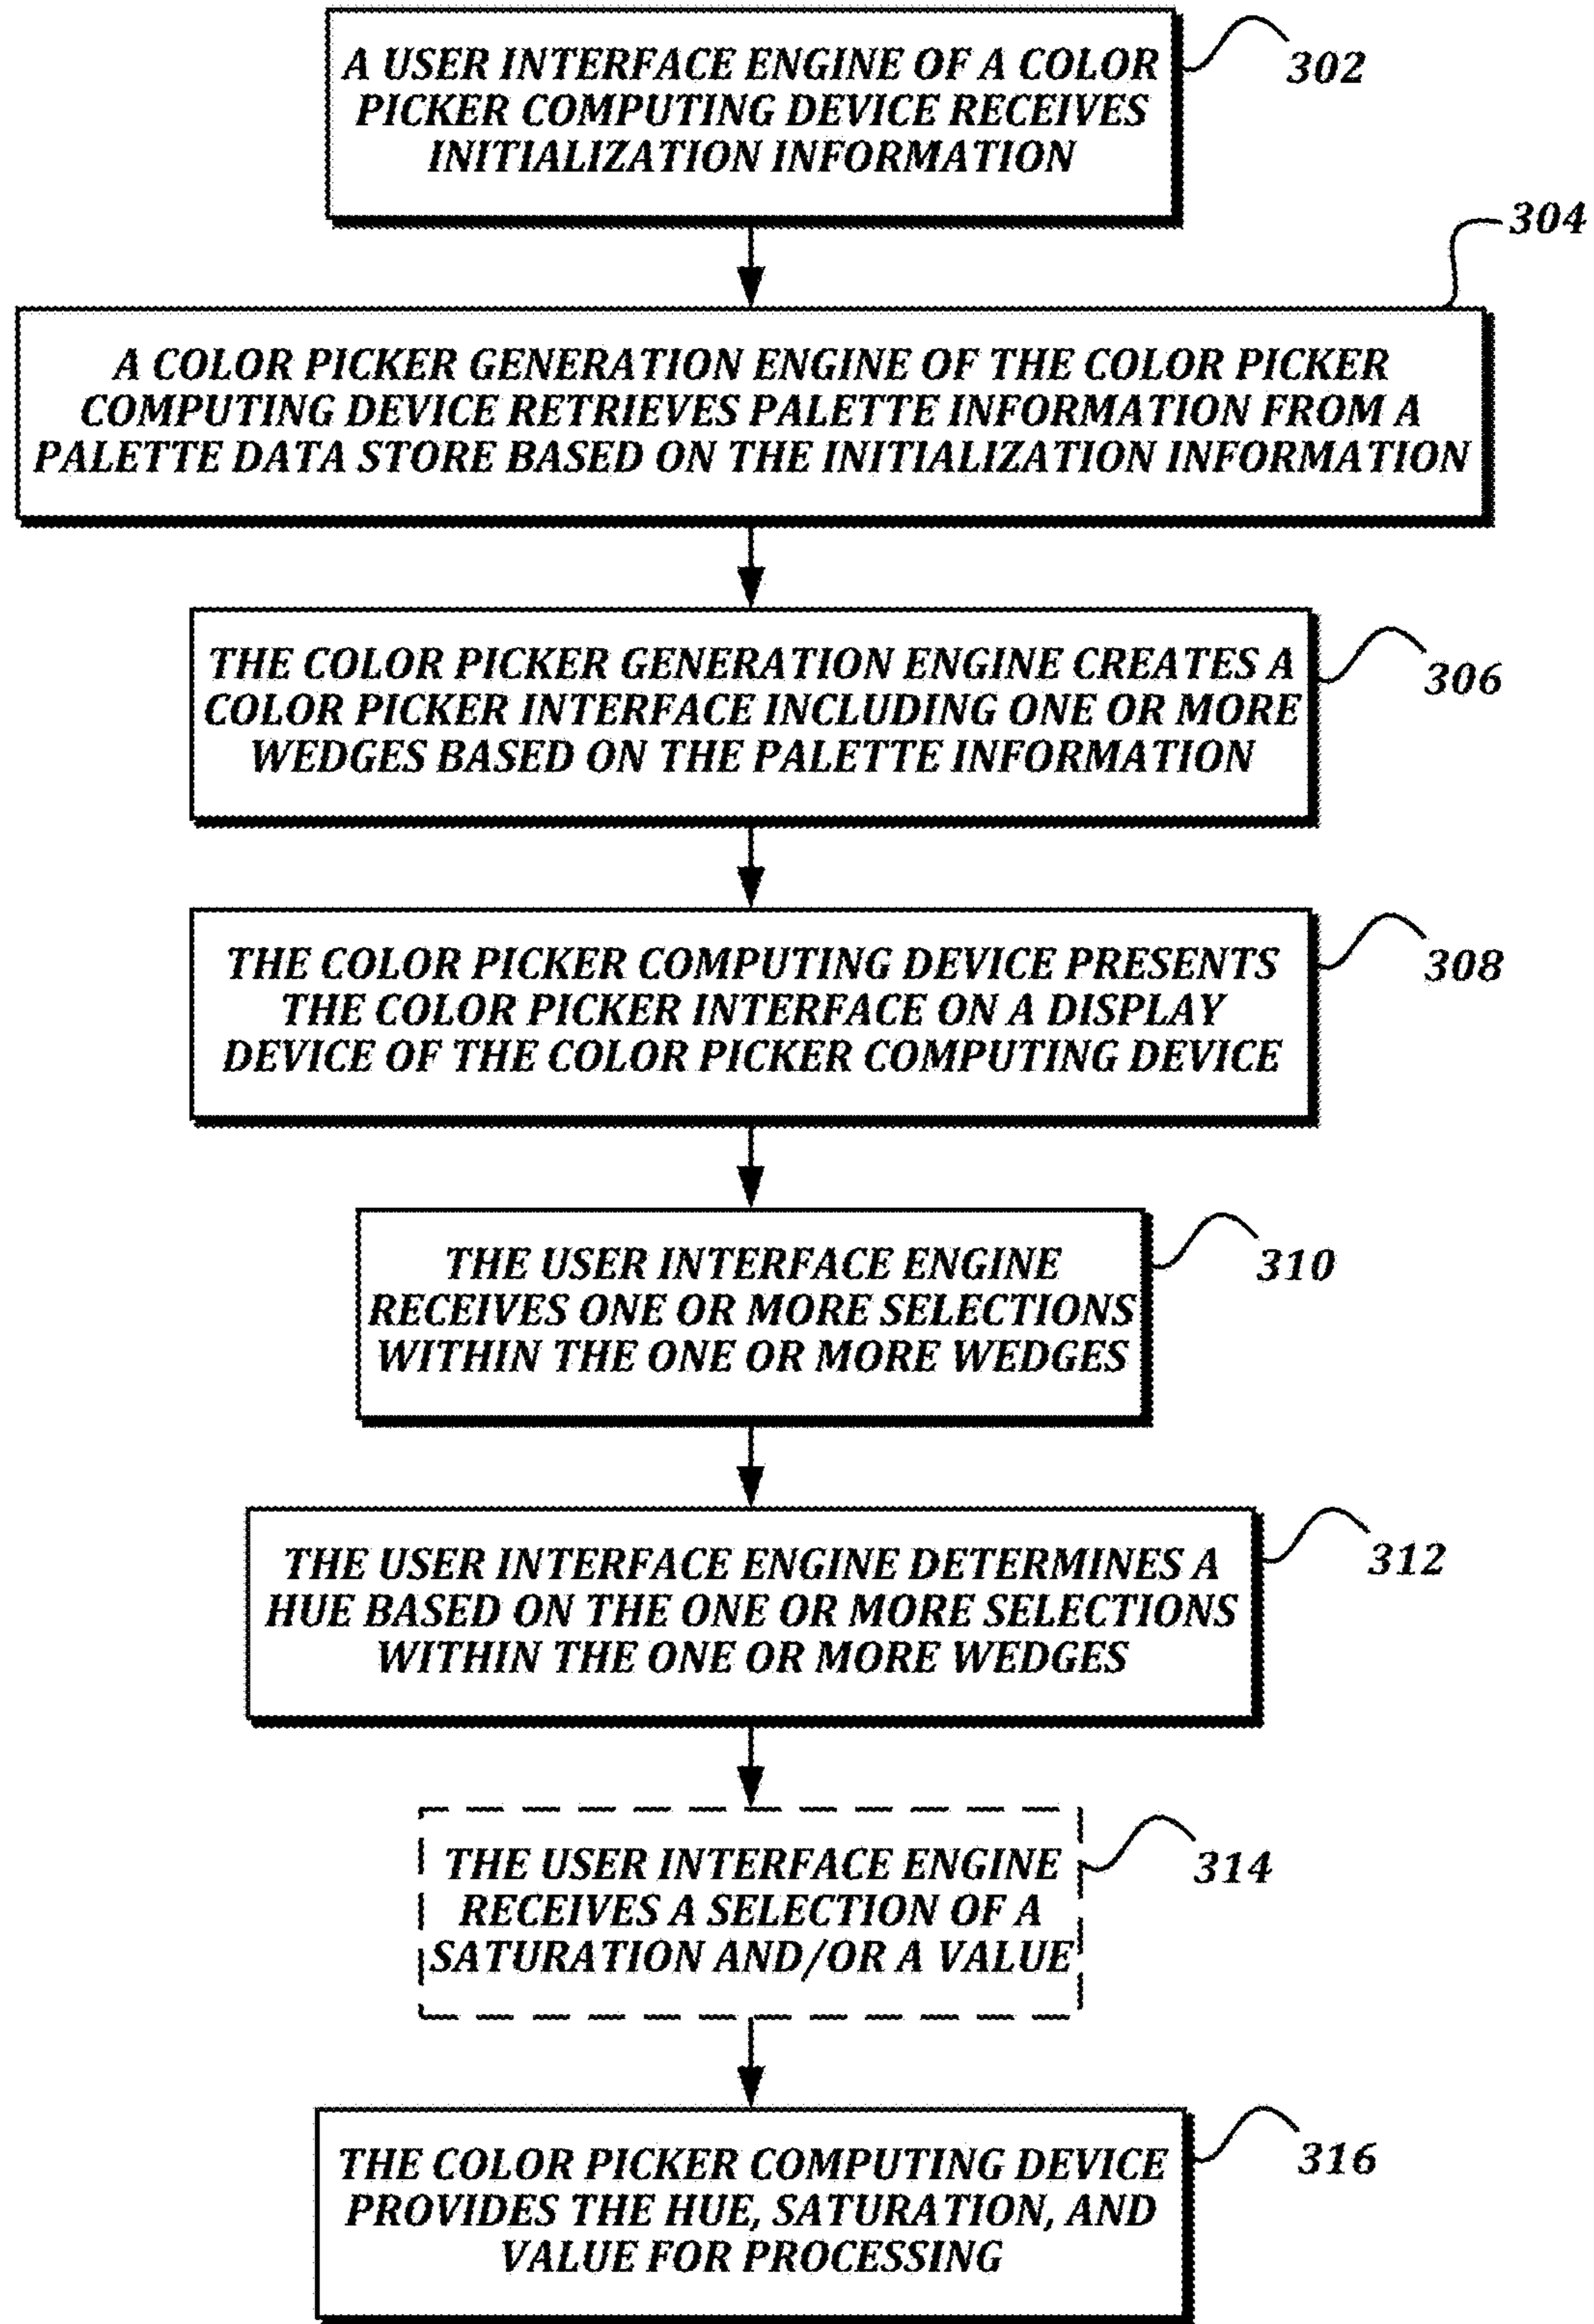 A USER INTERFACE ENGINE OF A COLOR
PICKER COMPUTING DEVICE RECEIVES
INITIALIZATION INFORMATION
302
304
A COLOR PICKER GENERATION ENGINE OF THE COLOR PICKER
COMPUTING DEVICE RETRIEVES PALETTE INFORMATION FROM A
PALETTE DATA STORE BASED ON THE INITIALIZATION INFORMATION
THE COLOR PICKER GENERATION ENGINE CREATES A
COLOR PICKER INTERFACE INCLUDING ONE OR MORE
WEDGES BASED ON THE PALETTE INFORMATION
306
THE COLOR PICKER COMPUTING DEVICE PRESENTS
THE COLOR PICKER INTERFACE ON A DISPLAY
DEVICE OF THE COLOR PICKER COMPUTING DEVICE
308
THE USER INTERFACE ENGINE
RECEIVES ONE OR MORE SELECTIONS
WITHIN THE ONE OR MORE WEDGES
310
THE USER INTERFACE ENGINE DETERMINES A
HUE BASED ON THE ONE OR MORE SELECTIONS
WITHIN THE ONE OR MORE WEDGES
312
THE USER INTERFACE ENGINE
RECEIVES A SELECTION OF A
SATURATION AND/OR A VALUE
314
THE COLOR PICKER COMPUTING DEVICE
PROVIDES THE HUE, SATURATION, AND
VALUE FOR PROCESSING
316